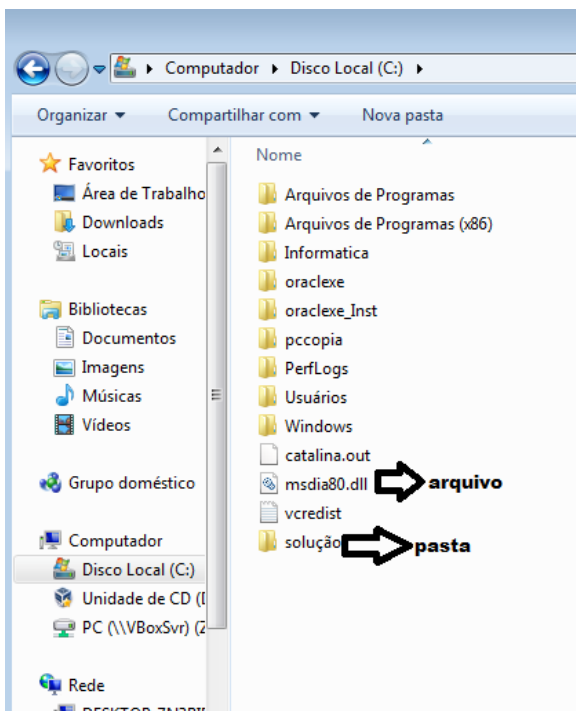 Computador Disco Local (C:)
Organizar Compartilhar com Nova pasta
Favoritos
Área de Trabalho
Downloads
Locais
Bibliotecas
Documentos
Imagens
Músicas
Vídeos
Grupo doméstico
Computador
Disco Local (C:)
Unidade de CD (
PC (\\VBoxSvr) (Z
Rede
Nome
Arquivos de Programas
Arquivos de Programas (x86)
Informatica
oraclexe
oraclexe_Inst
pccopia
PerfLogs
Usuários
Windows
catalina.out
msdia80.dll arquivo
vcredist
solução pasta